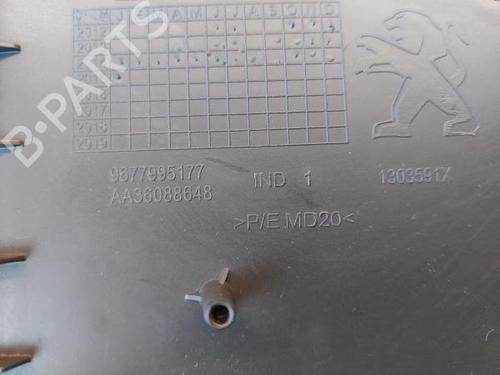 J J A S O N D
2017
2018
2019
9677995177
AA36088648
IND 1
1303591X
>P/E MD20<
B-PARTS